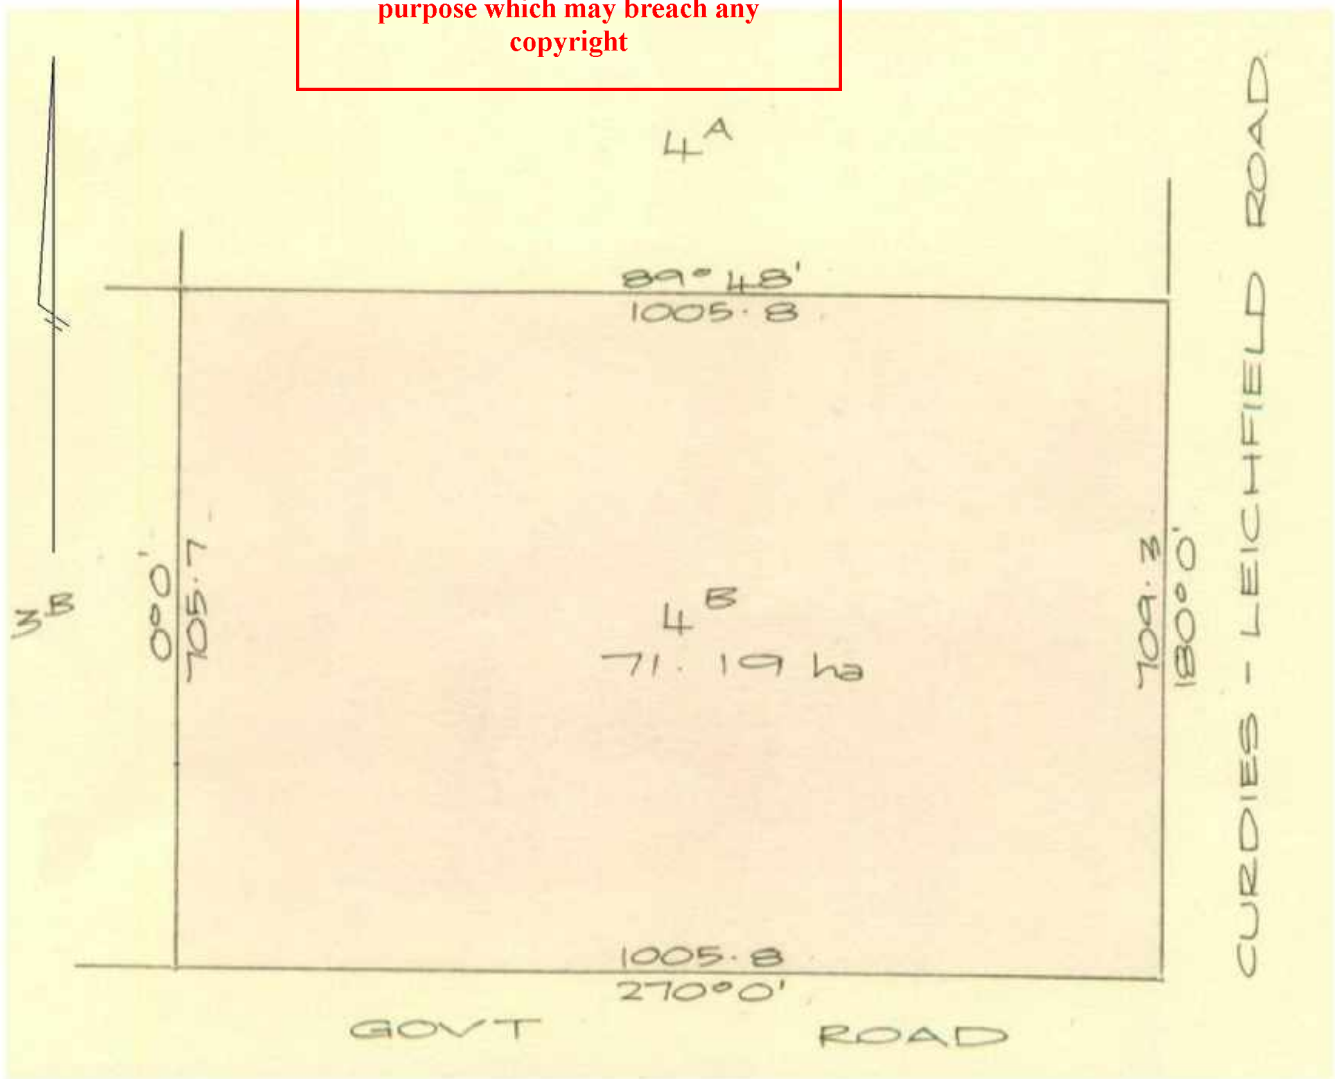 purpose which may breach any
copyright
4A
89° 48'
1005.8
CURDIES - LEICHFIELD ROAD
3B
0° 0'
705.7
4B
71.19 ha
709.3
180° 0'
1005.8
270° 0'
GOVT ROAD